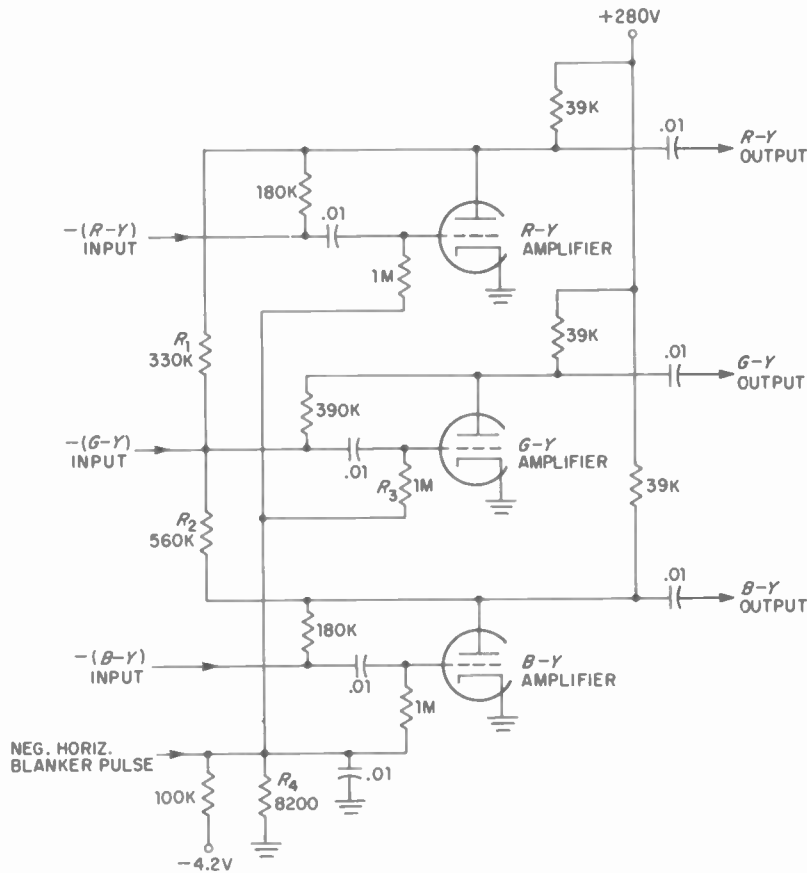 +280V
39K
.01
R-Y
OUTPUT
180K
.01
-(R-Y)
INPUT
R-Y
AMPLIFIER
1M
39K
R1
330K
.01
G-Y
OUTPUT
390K
-(G-Y)
INPUT
.01
G-Y
AMPLIFIER
R3
1M
39K
R2
560K
.01
B-Y
OUTPUT
180K
-(B-Y)
INPUT
.01
B-Y
AMPLIFIER
1M
NEG. HORIZ.
BLANKER PULSE
100K
R4
8200
.01
-4.2V